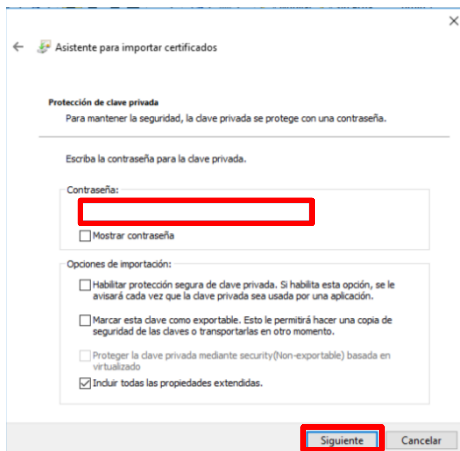 Asistente para importar certificados
Protección de clave privada
Para mantener la seguridad, la clave privada se protege con una contraseña.
Escriba la contraseña para la clave privada.
Contraseña:
Mostrar contraseña
Opciones de importación:
Habilitar protección segura de clave privada. Si habilita esta opción, se le
avisará cada vez que la clave privada sea usada por una aplicación.
Marcar esta clave como exportable. Esto le permitirá hacer una copia de
seguridad de las claves o transportarlas en otro momento.
Proteger la clave privada mediante security(Non-exportable) basada en
virtualizado
Incluir todas las propiedades extendidas.
Siguiente
Cancelar